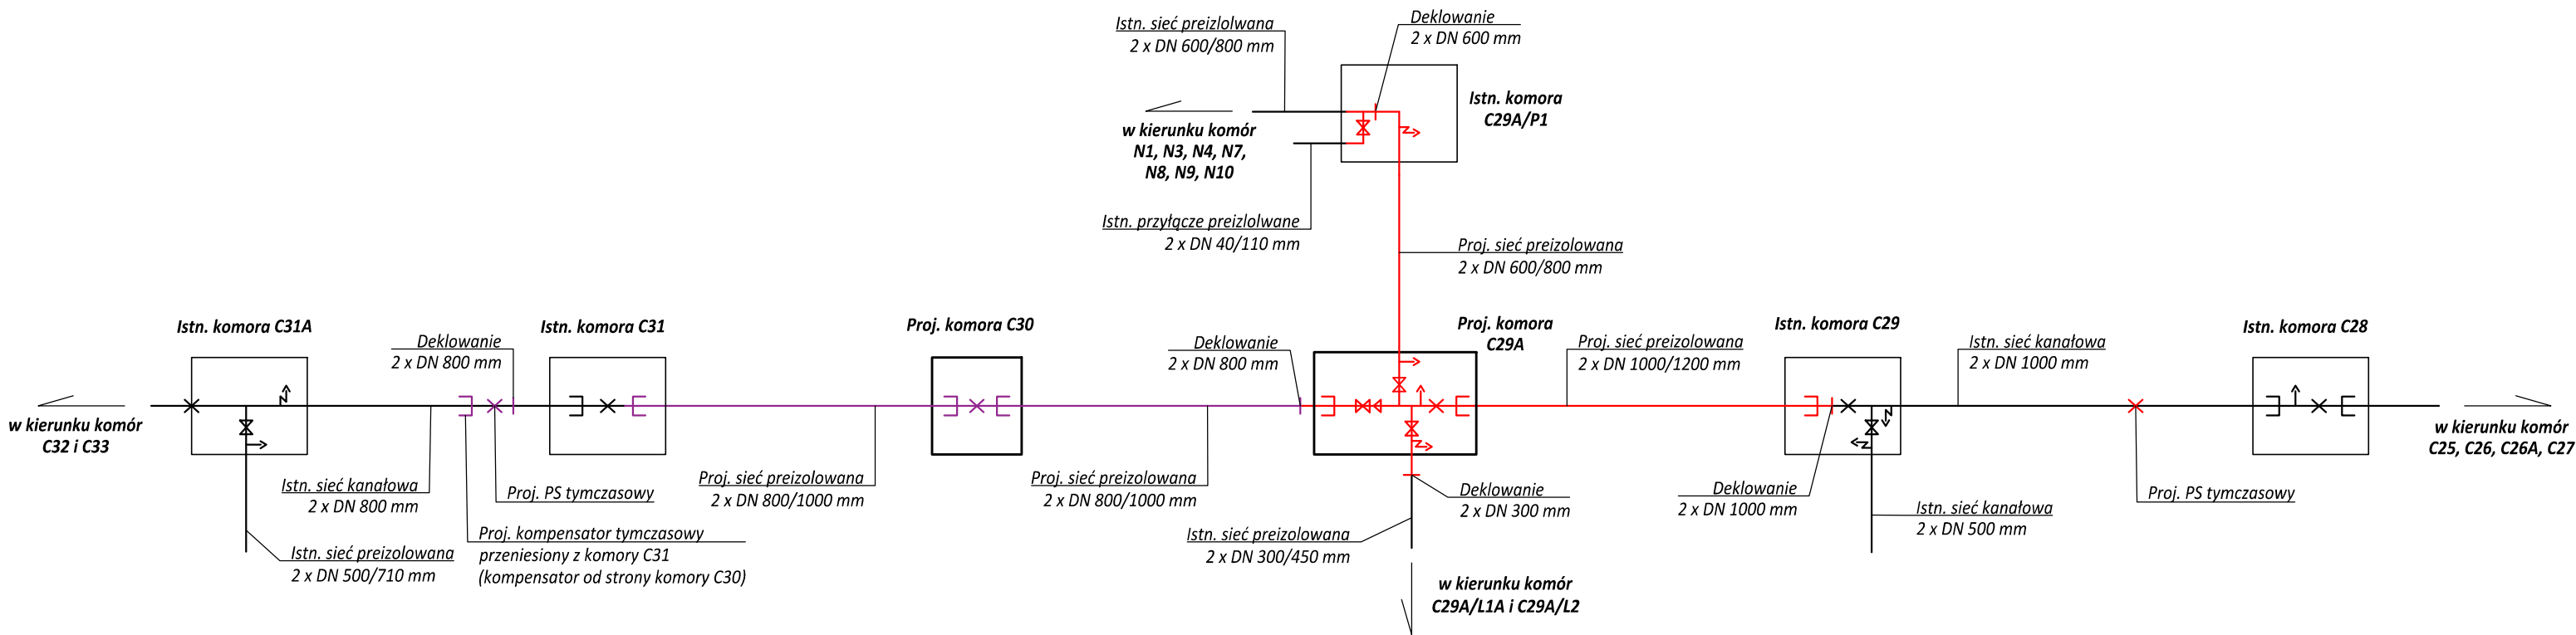 Istn. sieć preizlolwana
2 x DN 600/800 mm
Deklowanie
2 x DN 600 mm
Istn. komora
C29A/P1
w kierunku komór
N1, N3, N4, N7,
N8, N9, N10
Istn. przyłącze preizlolwane
2 x DN 40/110 mm
Proj. sieć preizolowana
2 x DN 600/800 mm
Istn. komora C31A
Deklowanie
2 x DN 800 mm
Istn. komora C31
Proj. komora C30
Deklowanie
2 x DN 800 mm
Proj. komora
C29A
Proj. sieć preizolowana
2 x DN 1000/1200 mm
Istn. komora C29
Istn. sieć kanałowa
2 x DN 1000 mm
Istn. komora C28
w kierunku komór
C32 i C33
w kierunku komór
C25, C26, C26A, C27
Istn. sieć kanałowa
2 x DN 800 mm
Proj. PS tymczasowy
Proj. sieć preizolowana
2 x DN 800/1000 mm
Proj. sieć preizolowana
2 x DN 800/1000 mm
Deklowanie
2 x DN 300 mm
Deklowanie
2 x DN 1000 mm
Istn. sieć kanałowa
2 x DN 500 mm
Proj. PS tymczasowy
Istn. sieć preizolowana
2 x DN 500/710 mm
Proj. kompensator tymczasowy
przeniesiony z komory C31
(kompensator od strony komory C30)
Istn. sieć preizolowana
2 x DN 300/450 mm
w kierunku komór
C29A/L1A i C29A/L2